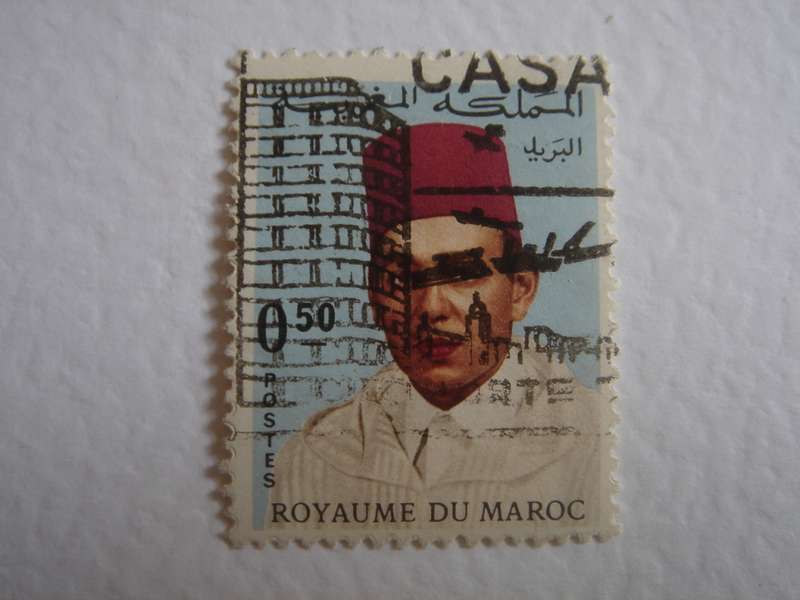 CASA
المملكة المغربية
البريد
0.50
POSTES
ROYAUME DU MAROC